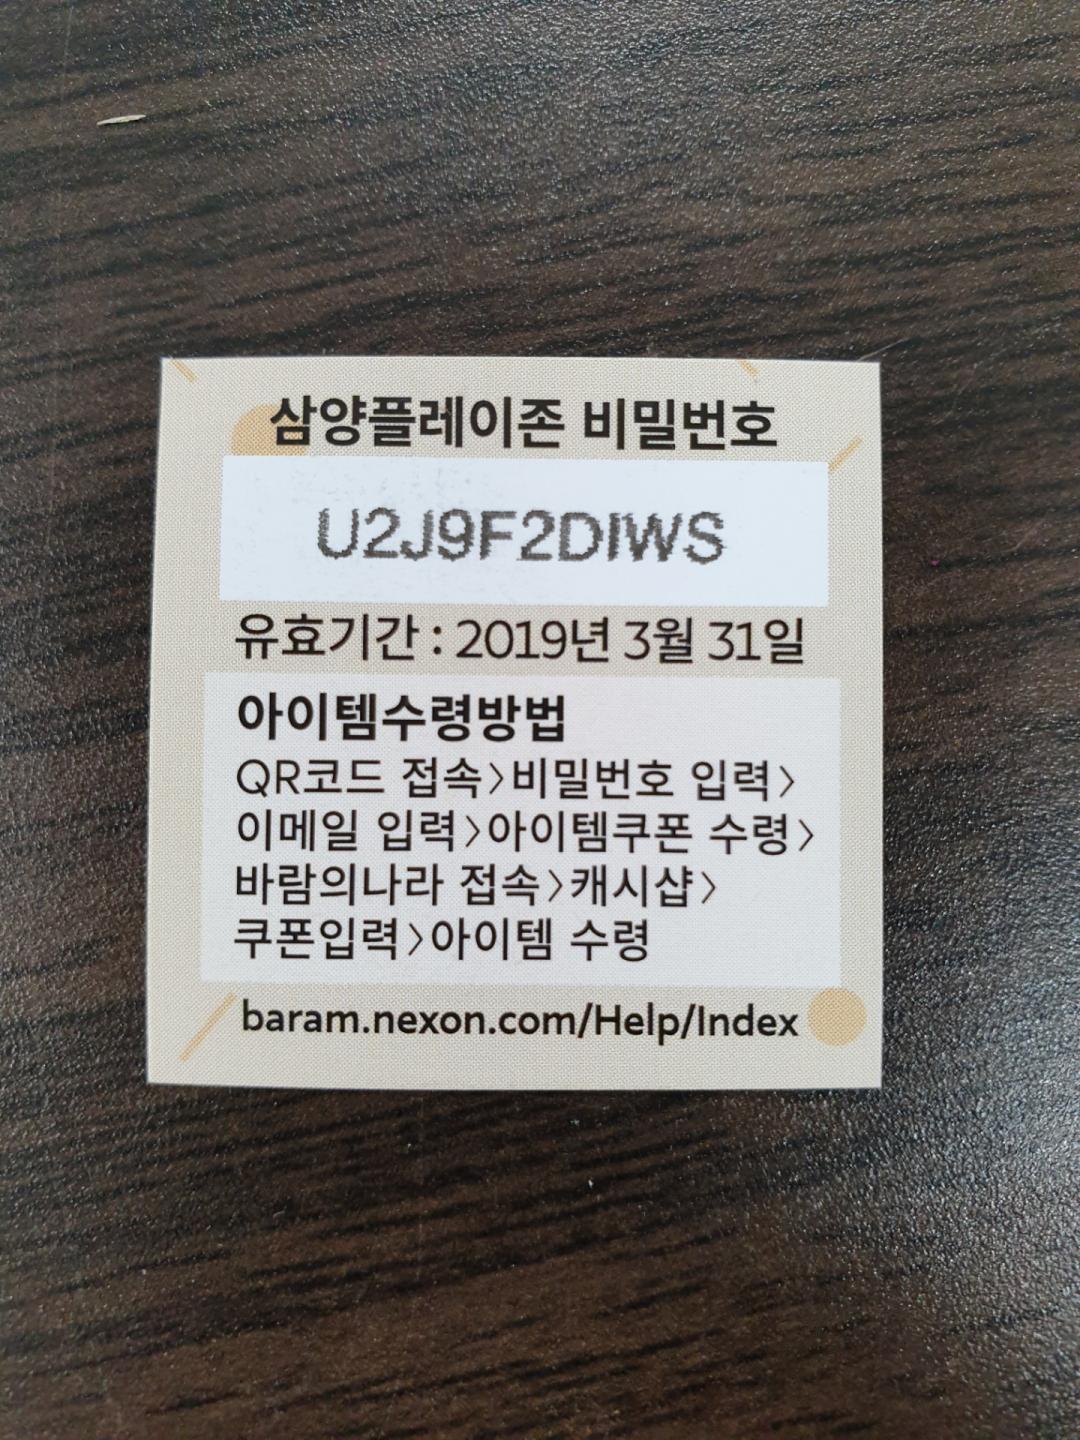 삼양플레이존 비밀번호
U2J9F2DIWS
유효기간 : 2019년 3월 31일
아이템수령방법
QR코드 접속〉비밀번호 입력〉
이메일 입력〉아이템쿠폰 수령〉
바람의나라 접속〉캐시샵〉
쿠폰입력〉아이템 수령
baram.nexon.com/Help/Index